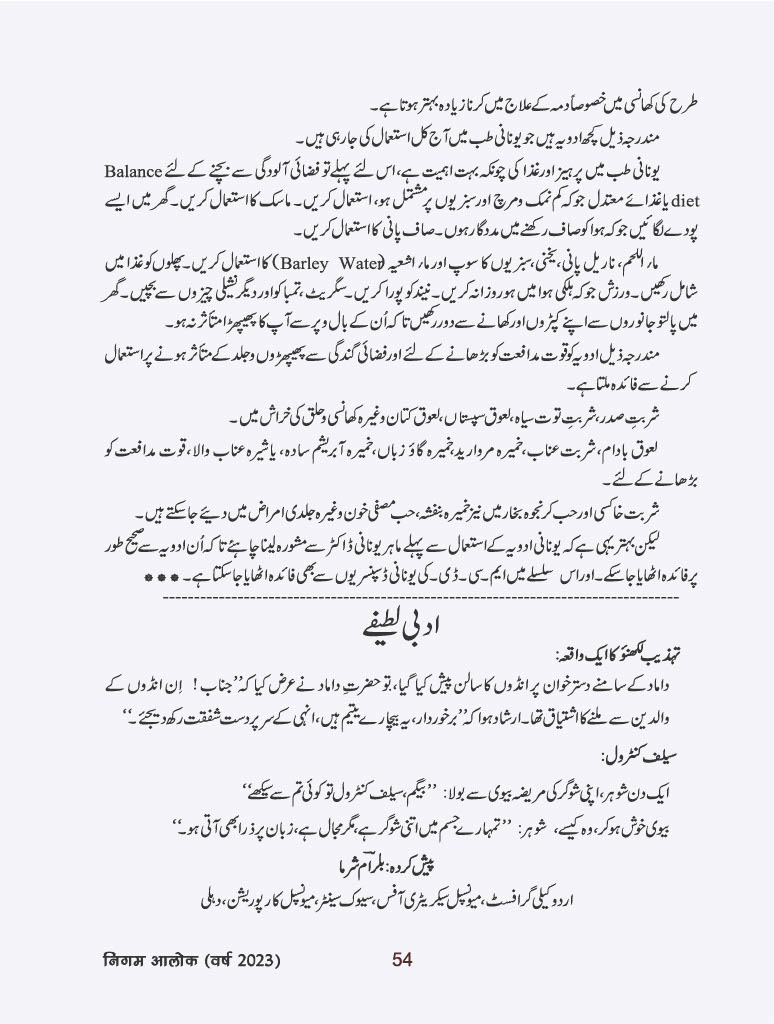 طرح کی کھانسی میں خصوصاً دمہ کے علاج میں کرنا زیادہ بہتر ہوتا ہے۔
مندرجہ ذیل کچھ ادویہ ہیں جو یونانی طب میں آج کل استعمال کی جارہی ہیں۔
یونانی طب میں پرہیز اور غذا کی چونکہ بہت اہمیت ہے، اس لئے پہلے تو فضائی آلودگی سے بچنے کے لئے Balance
diet یا غذائے معتدل جو کہ کم نمک و مرچ اور سبزیوں پر مشتمل ہو، استعمال کریں۔ ماسک کا استعمال کریں۔ گھر میں ایسے
پودے لگائیں جو کہ ہوا کو صاف رکھنے میں مددگار ہوں۔ صاف پانی کا استعمال کریں۔
ماء اللحم، ناریل پانی، یخنی، سبزیوں کا سوپ اور ماء اشعیہ (Barley Water) کا استعمال کریں۔ پھلوں کو غذا میں
شامل رکھیں۔ ورزش جو کہ ہلکی ہوا میں ہو روزانہ کریں۔ نیند کو پورا کریں۔ سگریٹ، تمباکو اور دیگر نشیلی چیزوں سے بچیں۔ گھر
میں پالتو جانوروں سے اپنے کپڑوں اور کھانے سے دور رکھیں تاکہ اُن کے بال و پر سے آپ کا پھیپھڑا متأثر نہ ہو۔
مندرجہ ذیل ادویہ کو قوت مدافعت کو بڑھانے کے لئے اور فضائی گندگی سے پھیپھڑوں و جلد کے متأثر ہونے پر استعمال
کرنے سے فائدہ ملتا ہے۔
شربتِ صدر، شربتِ توت سیاہ، لعوق سپستاں، لعوق کتان وغیرہ کھانسی و حلق کی خراش میں۔
لعوق بادام، شربت عناب، خمیرہ مروارید، خمیرہ گاؤ زباں، خمیرہ آبریشم سادہ، یا شیرہ عناب والا، قوت مدافعت کو
بڑھانے کے لئے۔
شربت خاکسی اور حب کرنجوہ بخار میں نیز خمیرہ بنفشہ، حب مصفی خون وغیرہ جلدی امراض میں دیئے جاسکتے ہیں۔
لیکن بہتر یہی ہے کہ یونانی ادویہ کے استعمال سے پہلے ماہر یونانی ڈاکٹر سے مشورہ لینا چاہئے تاکہ اُن ادویہ سے صحیح طور
پر فائدہ اٹھایا جاسکے۔ اور اس سلسلے میں ایم۔سی۔ڈی۔ کی یونانی ڈسپنسریوں سے بھی فائدہ اٹھایا جاسکتا ہے۔ ●●●
ادبی لطیفے
تہذیب لکھنؤ کا ایک واقعہ:
داماد کے سامنے دسترخوان پر انڈوں کا سالن پیش کیا گیا، تو حضرتِ داماد نے عرض کیا کہ ’’جناب! اِن انڈوں کے
والدین سے ملنے کا اشتیاق تھا۔ ارشاد ہوا کہ ’’برخوردار، یہ بیچارے یتیم ہیں، انہی کے سر پر دست شفقت رکھ دیجئے۔‘‘
سیلف کنٹرول:
ایک دن شوہر، اپنی شوگر کی مریضہ بیوی سے بولا: ’’بیگم، سیلف کنٹرول تو کوئی تم سے سیکھے‘‘
بیوی خوش ہوکر، وہ کیسے، شوہر: ’’تمہارے جسم میں اتنی شوگر ہے، مگر مجال ہے، زبان پر ذرا بھی آتی ہو۔‘‘
پیش کردہ: بلرام شرما
اردو کیلی گرافسٹ، میونسپل سیکریٹری آفس، سیوک سینٹر، میونسپل کارپوریشن، دہلی
निगम आलोक (वर्ष 2023) 54